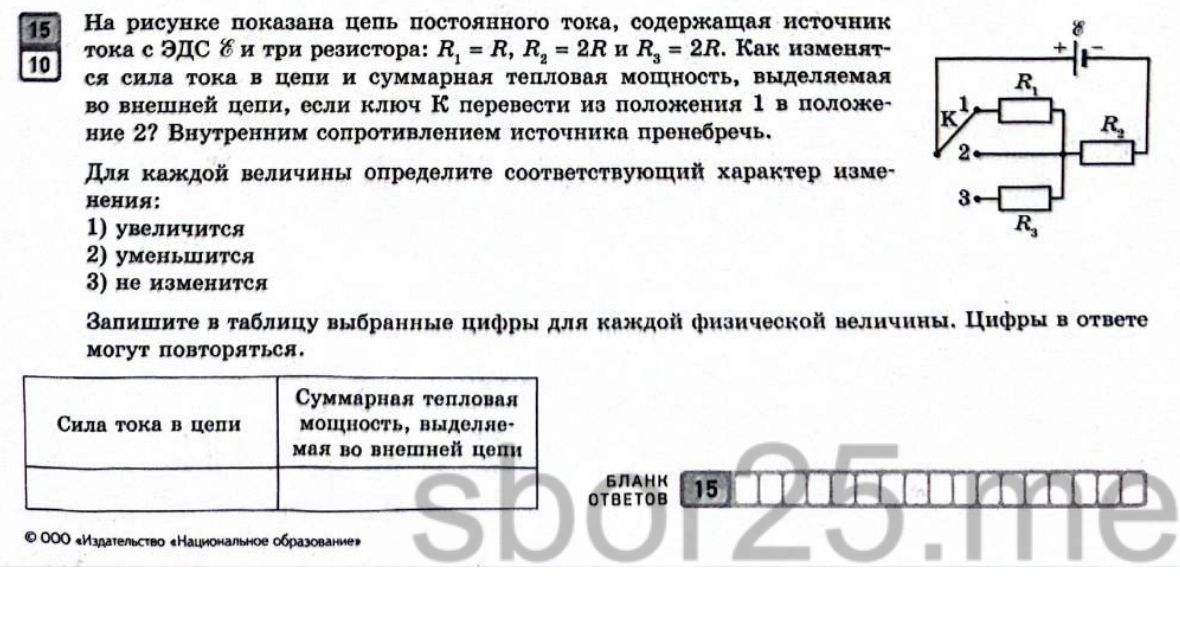 15
10
На рисунке показана цепь постоянного тока, содержащая источник
тока с ЭДС ℰ и три резистора: R₁ = R, R₂ = 2R и R₃ = 2R. Как изменят-
ся сила тока в цепи и суммарная тепловая мощность, выделяемая
во внешней цепи, если ключ К перевести из положения 1 в положе-
ние 2? Внутренним сопротивлением источника пренебречь.
ℰ
+ −
R₁
К 1
R₂
2
3
R₃
Для каждой величины определите соответствующий характер изме-
нения:
1) увеличится
2) уменьшится
3) не изменится
Запишите в таблицу выбранные цифры для каждой физической величины. Цифры в ответе
могут повторяться.
Сила тока в цепи
Суммарная тепловая
мощность, выделяе-
мая во внешней цепи
БЛАНК
ОТВЕТОВ
15
sbor25.me
© ООО «Издательство «Национальное образование»